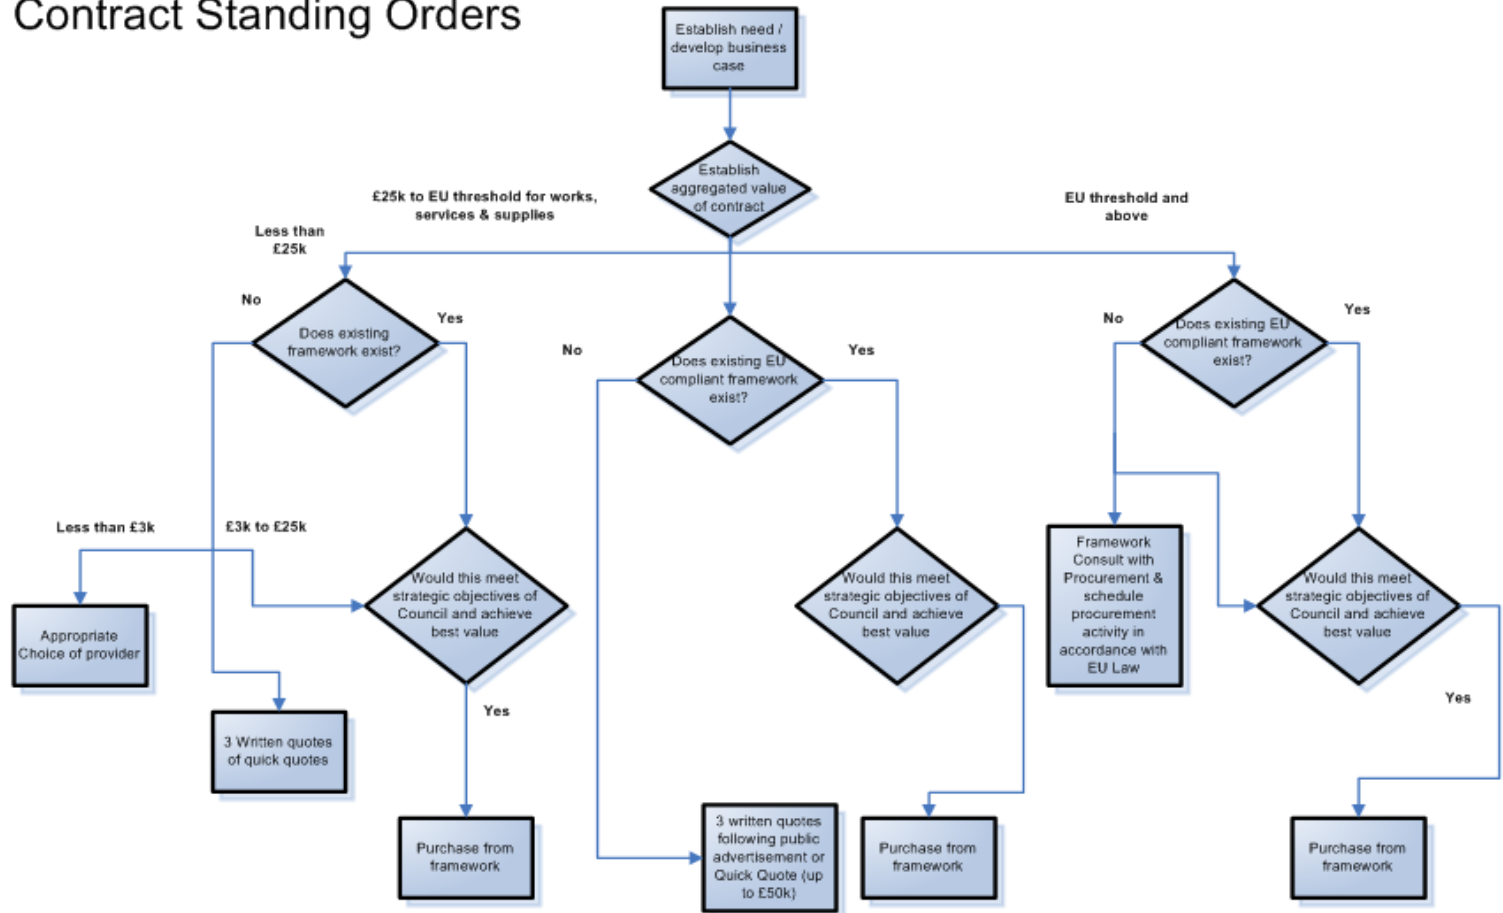 Contract Standing Orders
Establish need /
develop business
case
Establish
aggregated value
of contract
£25k to EU threshold for works,
services & supplies
EU threshold and
above
Less than
£25k
No
Does existing
framework exist?
Yes
No
Does existing EU
compliant framework
exist?
Yes
No
Does existing EU
compliant framework
exist?
Yes
Less than £3k
£3k to £25k
Would this meet
strategic objectives of
Council and achieve
best value
Would this meet
strategic objectives of
Council and achieve
best value
Framework
Consult with
Procurement &
schedule
procurement
activity in
accordance with
EU Law
Would this meet
strategic objectives of
Council and achieve
best value
Appropriate
Choice of provider
Yes
Yes
3 Written quotes
of quick quotes
Purchase from
framework
3 written quotes
following public
advertisement or
Quick Quote (up
to £50k)
Purchase from
framework
Purchase from
framework